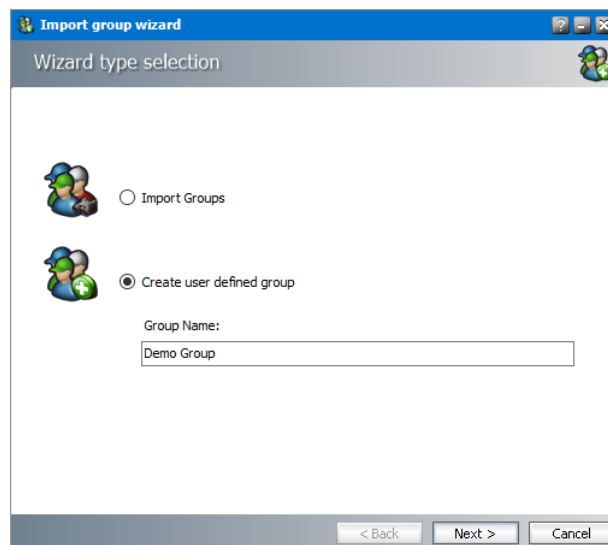 Import group wizard
Wizard type selection
Import Groups
Create user defined group
Group Name:
Demo Group
< Back Next > Cancel